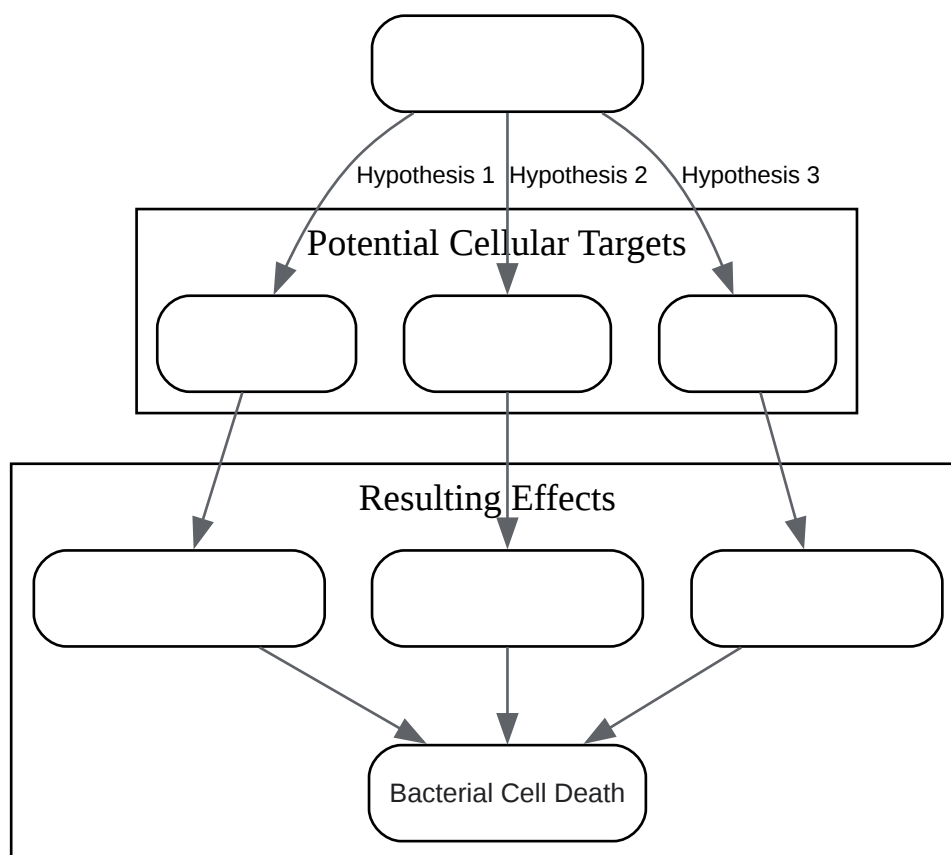 Hypothesis 1
Hypothesis 2
Hypothesis 3
Potential Cellular Targets
Resulting Effects
Bacterial Cell Death